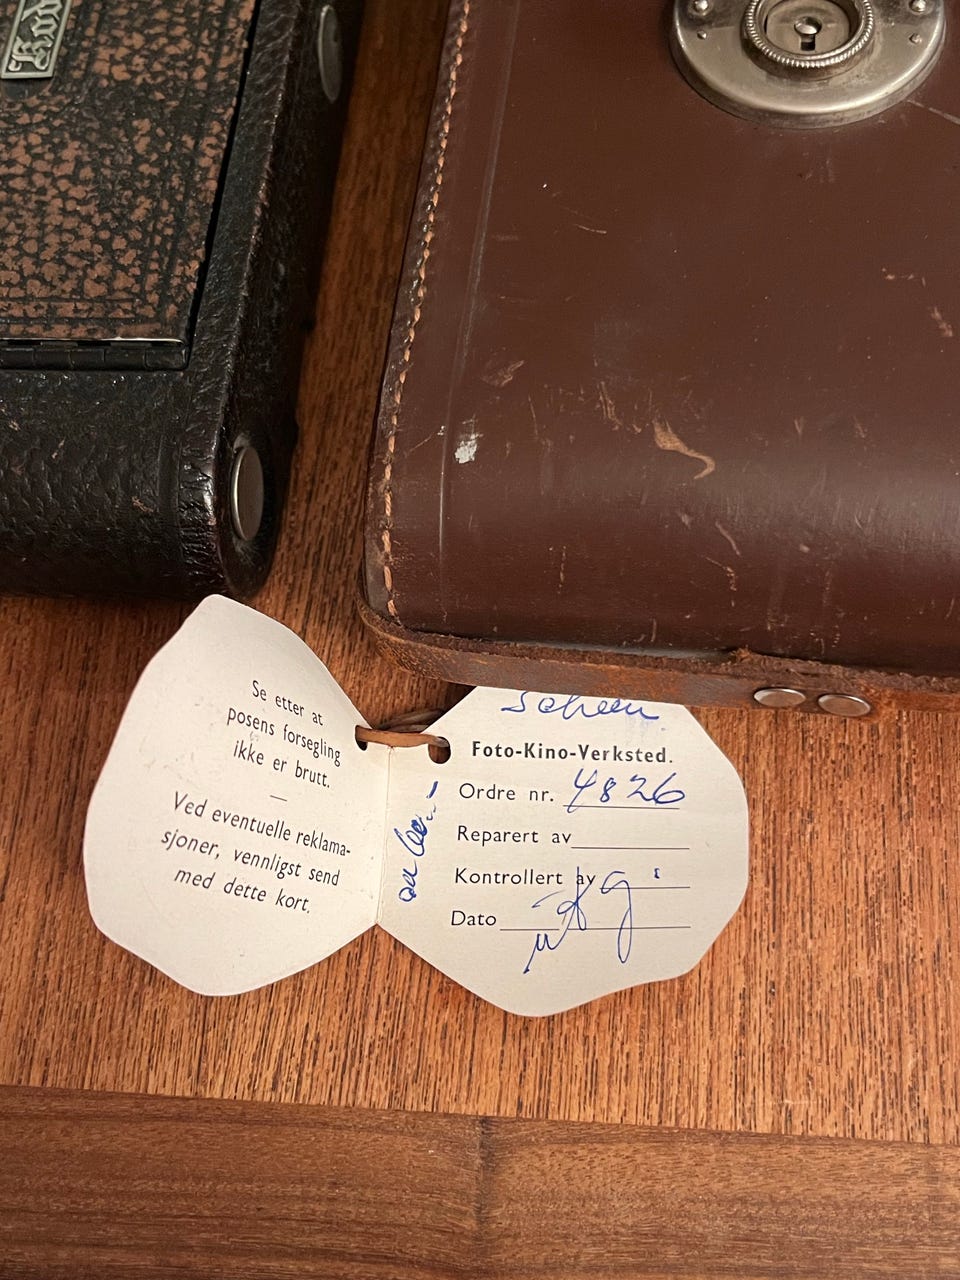 Se etter at
posens forsegling
ikke er brutt.
—
Ved eventuelle reklama-
sjoner, vennligst send
med dette kort.
Foto-Kino-Verksted.
Ordre nr. 4826
Reparert av
Kontrollert av
Dato